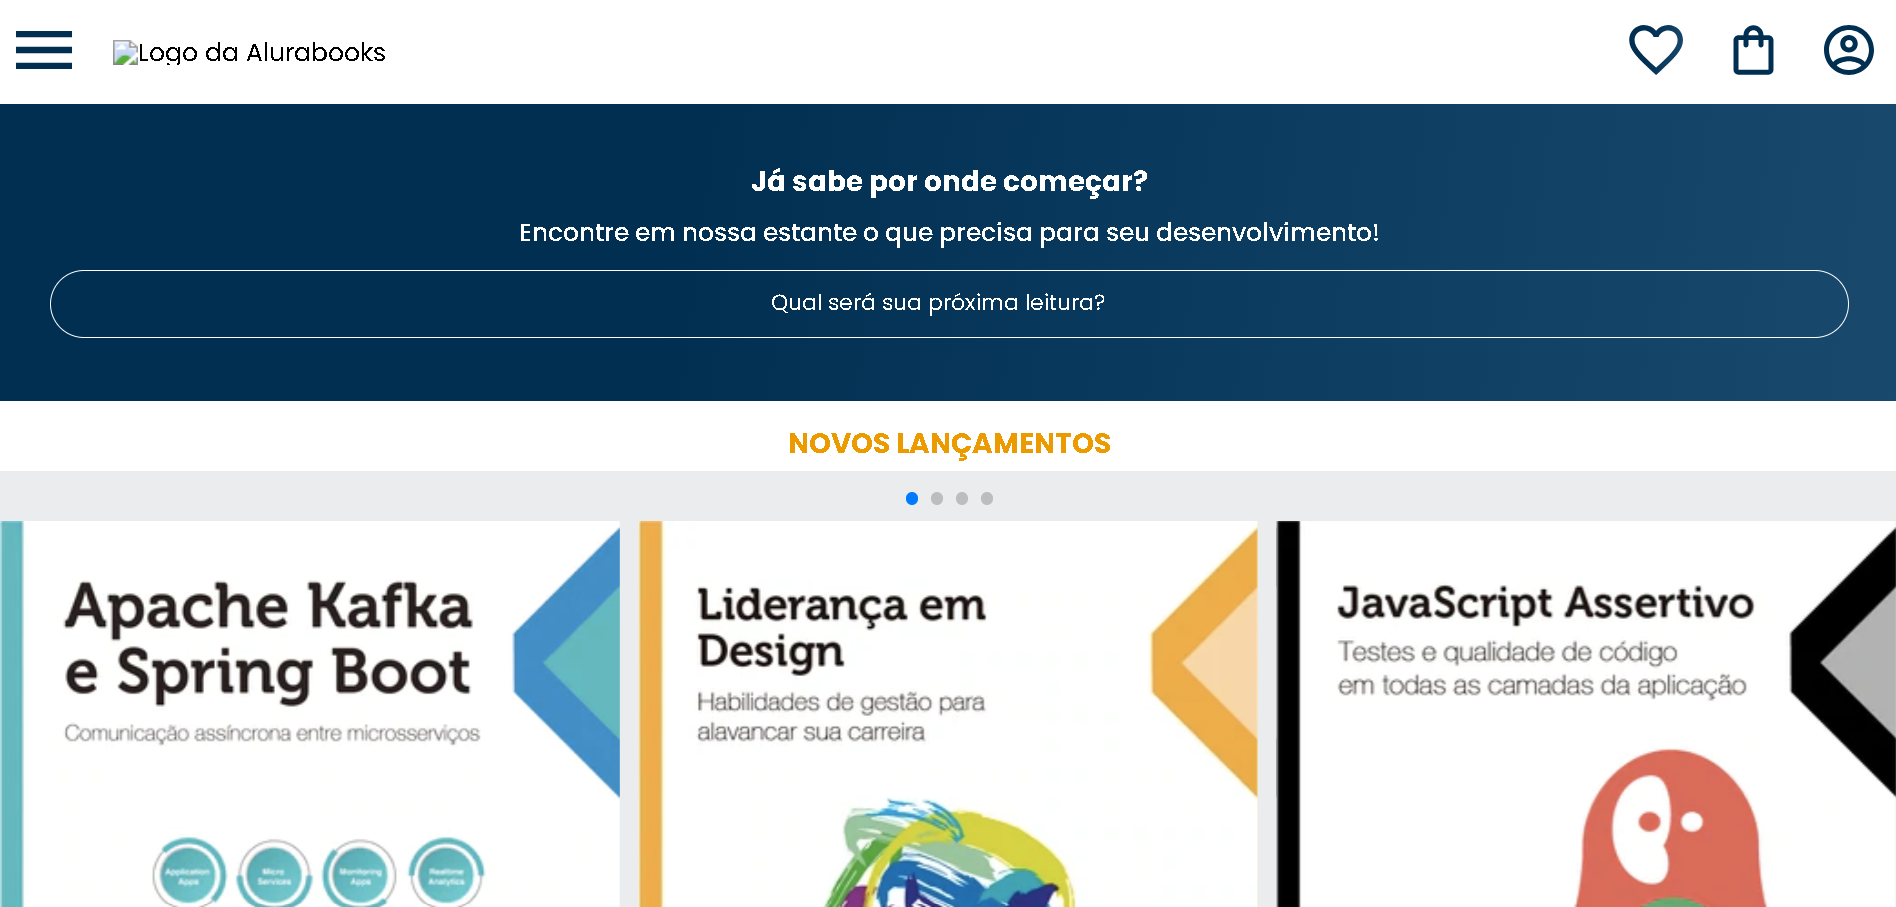 Logo da Alurabooks
Já sabe por onde começar?
Encontre em nossa estante o que precisa para seu desenvolvimento!
Qual será sua próxima leitura?
NOVOS LANÇAMENTOS
Apache Kafka
e Spring Boot
Comunicação assíncrona entre microsserviços
Application
Apps
Micro
Services
Monitoring
Apps
Realtime
Analytics
Liderança em
Design
Habilidades de gestão para
alavancar sua carreira
JavaScript Assertivo
Testes e qualidade de código
em todas as camadas da aplicação